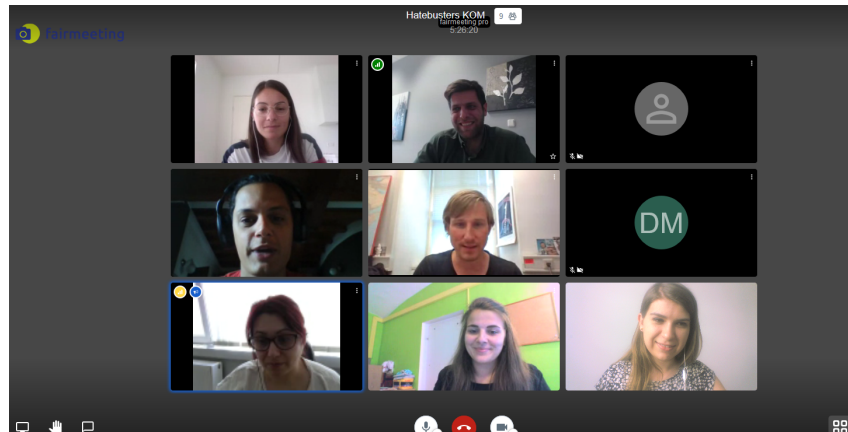 Hatebusters KOM 9
fairmeeting pro
5:26:20
fairmeeting
DM